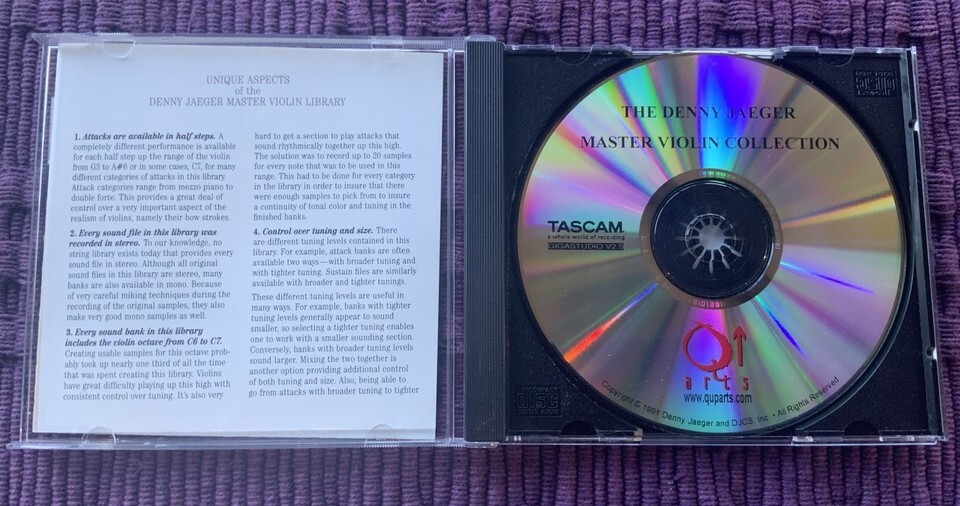 UNIQUE ASPECTS
of the
DENNY JAEGER MASTER VIOLIN LIBRARY
1. Attacks are available in half steps. A
completely different performance is available
for each half step up the range of the violin
from G3 to A#6 or in some cases, C7, for many
different categories of attacks in this library.
Attack categories range from mezzo piano to
double forte. This provides a great deal of
control over a very important aspect of the
realism of violins, namely their bow strokes.
2. Every sound file in this library was
recorded in stereo. To our knowledge, no
string library exists today that provides every
sound file in stereo. Although all original
sound files in this library are stereo, many
banks are also available in mono. Because
of very careful miking techniques during the
recording of the original samples, they also
make very good mono samples as well.
3. Every sound bank in this library
includes the violin octave from C6 to C7.
Creating usable samples for this octave prob-
ably took up nearly one third of all the time
that was spent creating this library. Violins
have great difficulty playing up this high with
consistent control over tuning. It's also very
hard to get a section to play attacks that
sound rhythmically together up this high.
The solution was to record up to 20 samples
for every note that was to be used in this
range. This had to be done for every category
in the library in order to insure that there
were enough samples to pick from to insure
a continuity of tonal color and tuning in the
finished banks.
4. Control over tuning and size. There
are different tuning levels contained in this
library. For example, attack banks are often
available two ways — with broader tuning and
with tighter tuning. Sustain files are similarly
available with broader and tighter tunings.
These different tuning levels are useful in
many ways. For example, banks with tighter
tuning levels generally appear to sound
smaller, so selecting a tighter tuning enables
one to work with a smaller sounding section.
Conversely, banks with broader tuning levels
sound larger. Mixing the two together is
another option providing additional control
of both tuning and size. Also, being able to
go from attacks with broader tuning to tighter
THE DENNY JAEGER
MASTER VIOLIN COLLECTION
TASCAM
a whole world of recording
GIGASTUDIO V2.5
Q
arts
www.quparts.com
Copyright © 1991 Denny Jaeger and DJCS, Inc. • All Rights Reserved